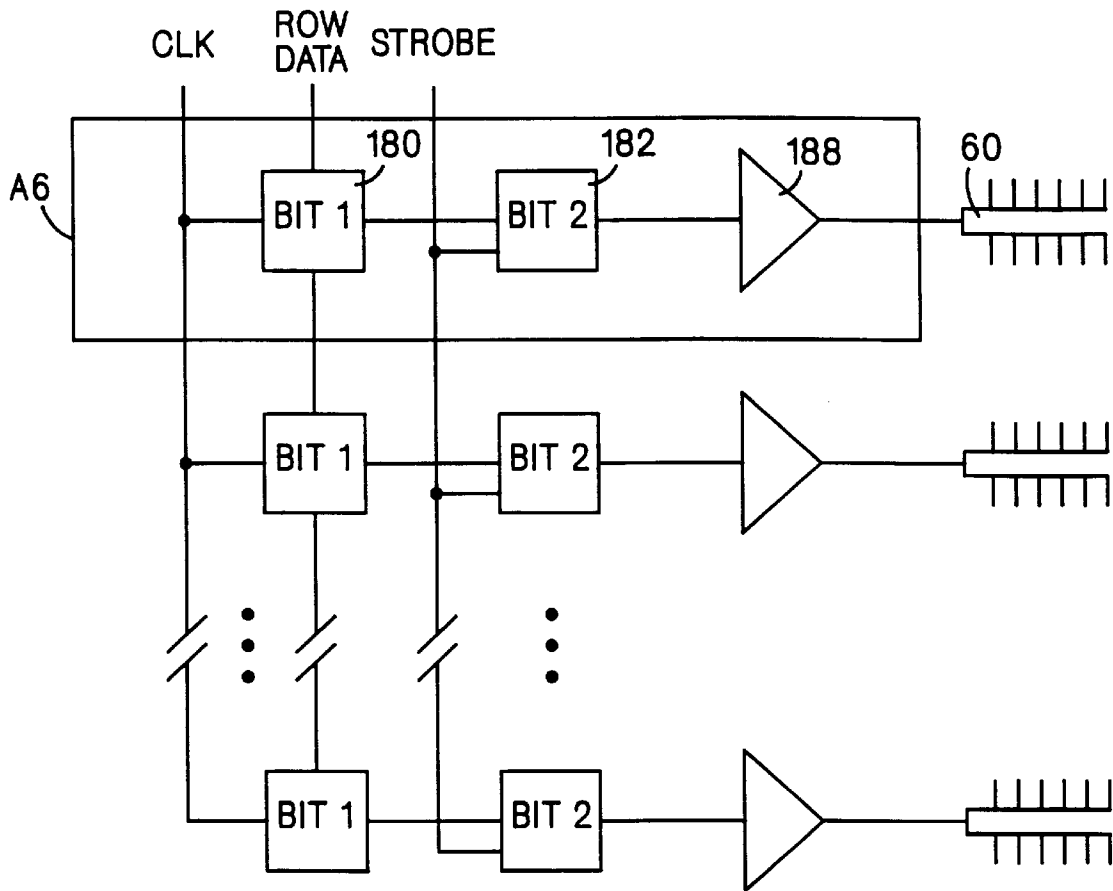 CLK
ROW
DATA
STROBE
180
182
188
60
A6
BIT 1
BIT 2
BIT 1
BIT 2
BIT 1
BIT 2